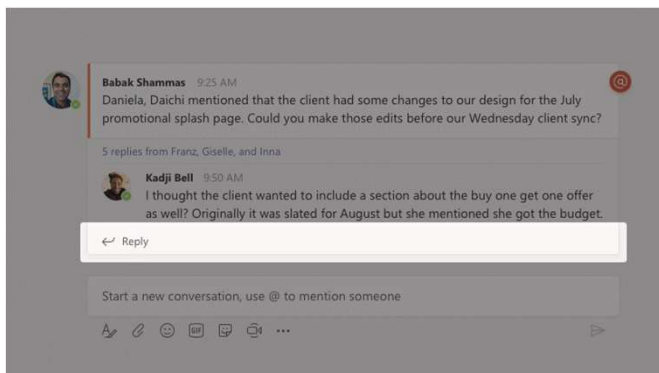 Babak Shammas 9:25 AM
Daniela, Daichi mentioned that the client had some changes to our design for the July
promotional splash page. Could you make those edits before our Wednesday client sync?
5 replies from Franz, Giselle, and Inna
Kadji Bell 9:50 AM
I thought the client wanted to include a section about the buy one get one offer
as well? Originally it was slated for August but she mentioned she got the budget.
Reply
Start a new conversation, use @ to mention someone
GIF